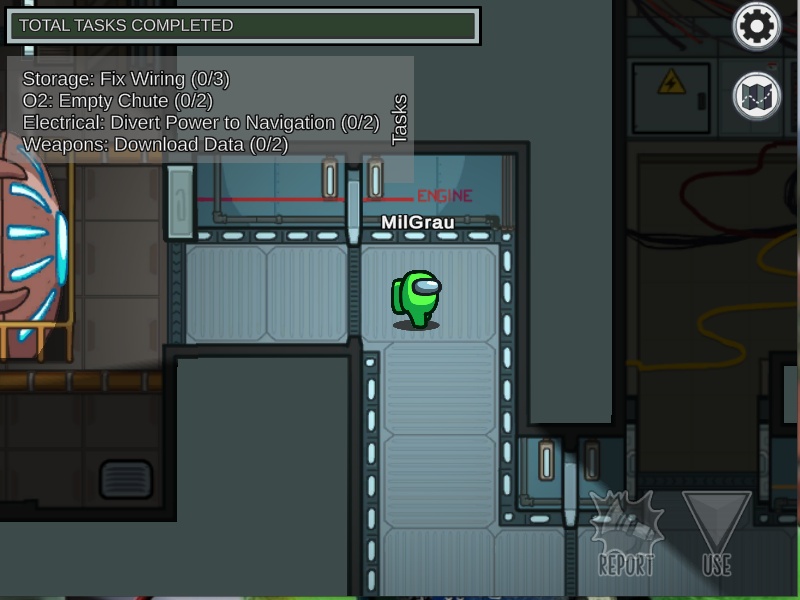 TOTAL TASKS COMPLETED
Storage: Fix Wiring (0/3)
O2: Empty Chute (0/2)
Electrical: Divert Power to Navigation (0/2)
Weapons: Download Data (0/2)
Tasks
ENGINE
MilGrau
REPORT
USE